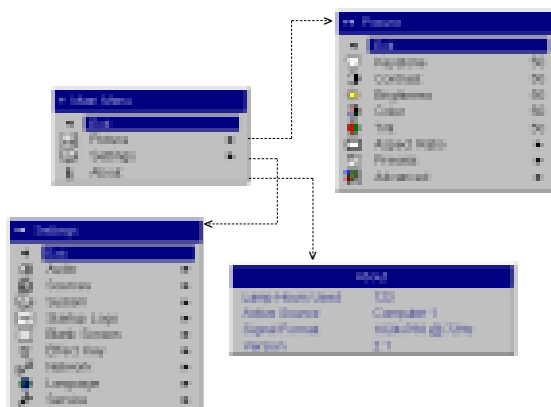 Picture
Exit
Keystone 50
Contrast 50
Brightness 50
Color 50
Tint 50
Aspect Ratio
Presets
Advanced
Main Menu
Exit
Picture
Settings
About
Settings
Exit
Audio
Sources
System
Startup Logo
Blank Screen
Effect Key
Network
Language
Service
About
Lamp Hours Used
Active Source Computer 1
Signal Format
Version